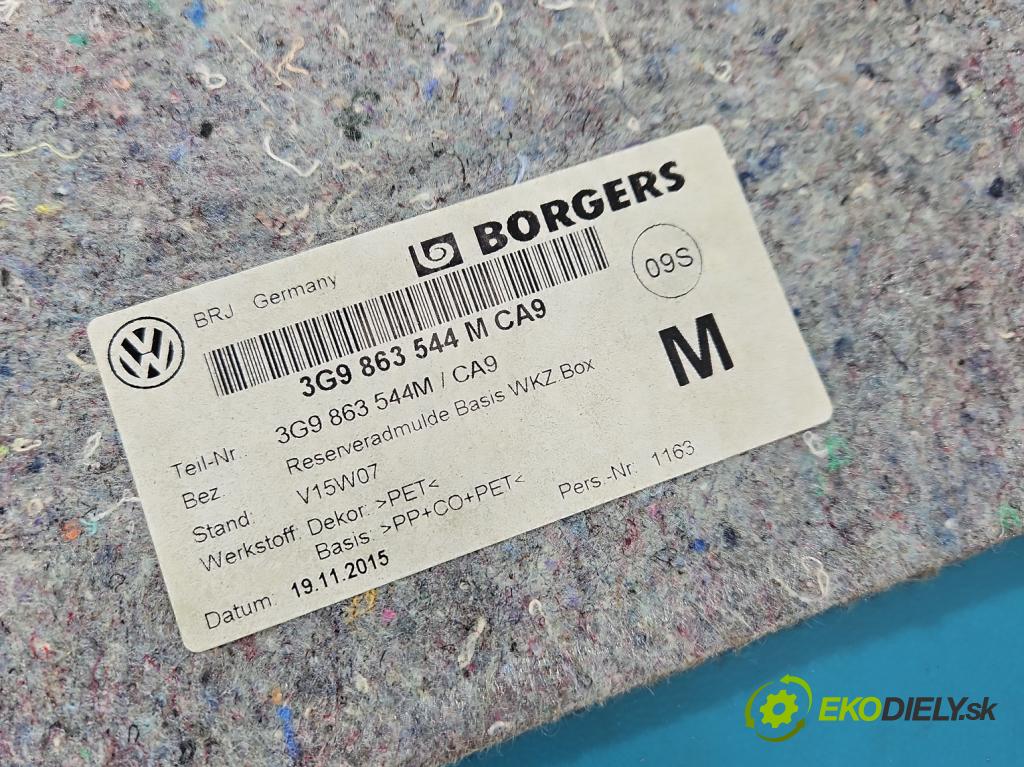 BORGERS
BRJ Germany
09S
3G9 863 544 M CA9
M
Teil-Nr.: 3G9 863 544M / CA9
Bez. Reserveradmulde Basis WKZ.Box
Stand: V15W07
Werkstoff: Dekor: >PET<
Basis: >PP+CO+PET<
Datum: 19.11.2015
Pers.-Nr: 1163
EKODIELY.sk